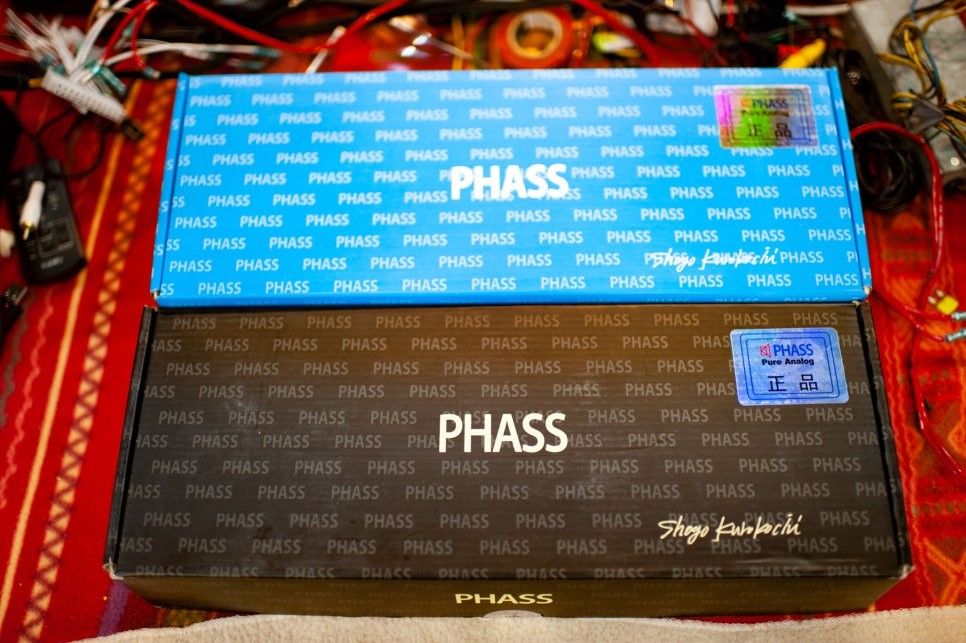 PHASS
PHASS
Pure Analog
正品
Shogo Kurokochi
PHASS
PHASS
Pure Analog
正品
Shogo Kurokochi
PHASS